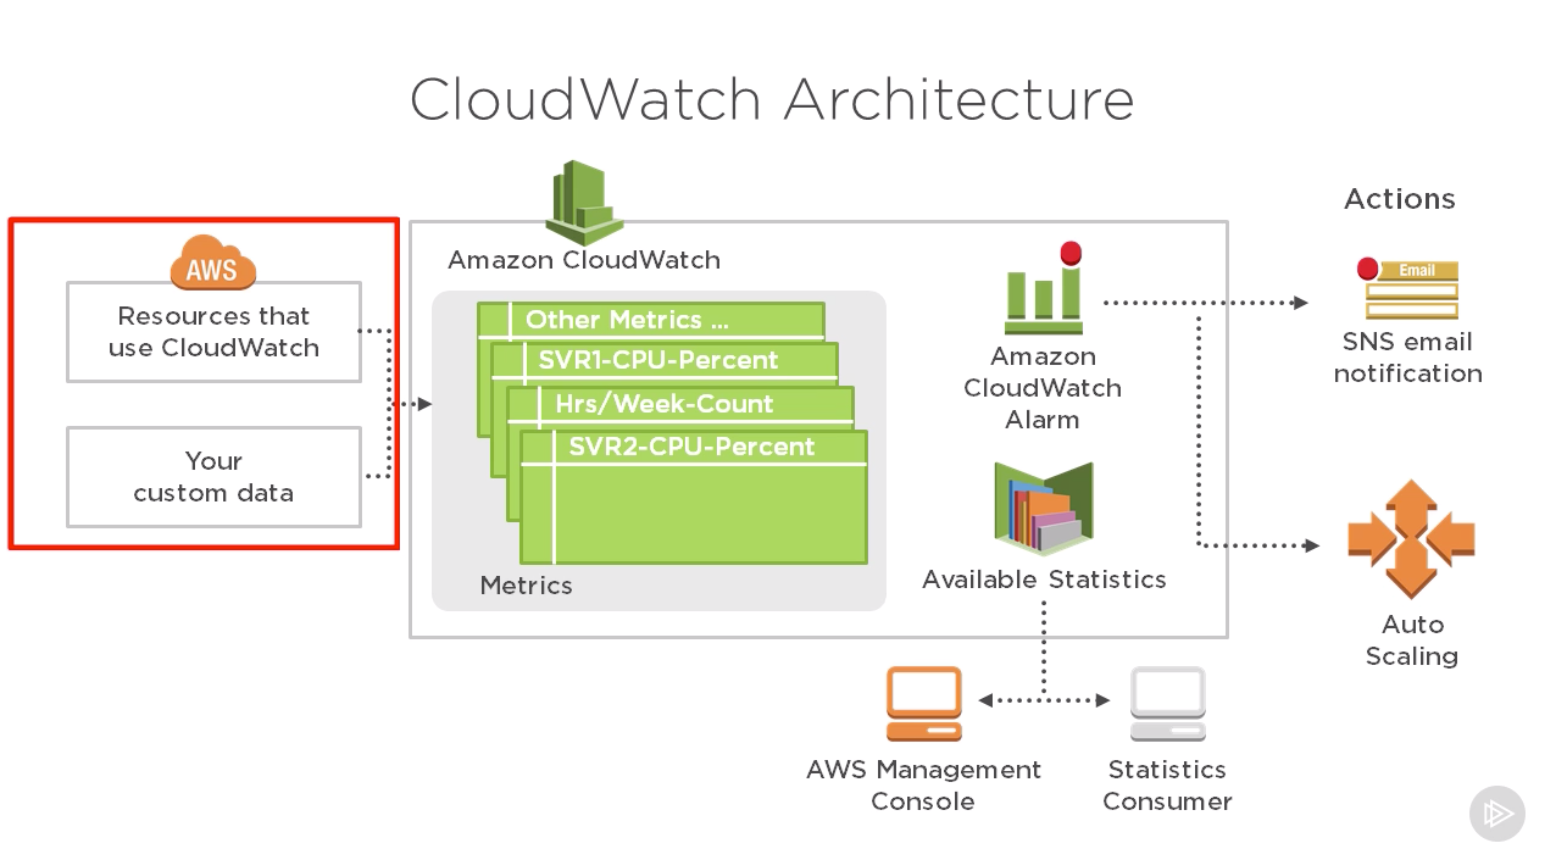 CloudWatch Architecture
AWS
Resources that
use CloudWatch
Your
custom data
Amazon CloudWatch
Other Metrics ...
SVR1-CPU-Percent
Hrs/Week-Count
SVR2-CPU-Percent
Metrics
Amazon
CloudWatch
Alarm
Available Statistics
AWS Management
Console
Statistics
Consumer
Actions
Email
SNS email
notification
Auto
Scaling